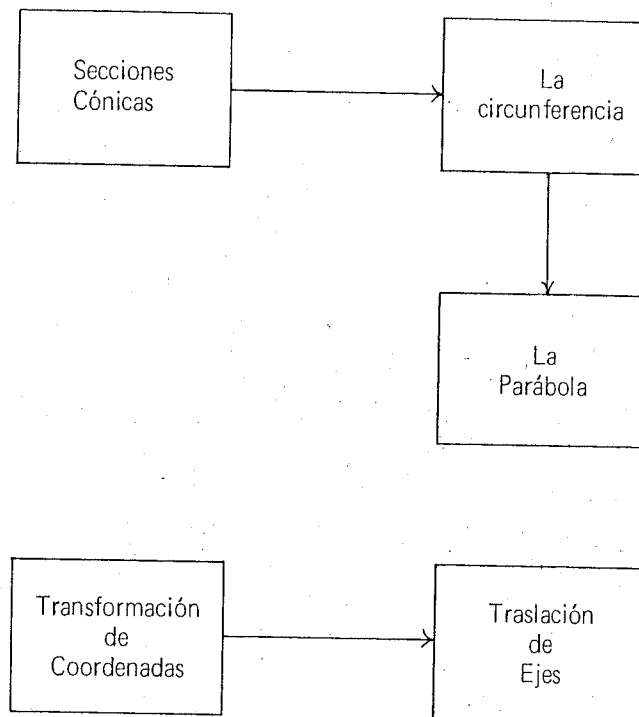 Secciones
Cónicas
La
circunferencia
La
Parábola
Transformación
de
Coordenadas
Traslación
de
Ejes